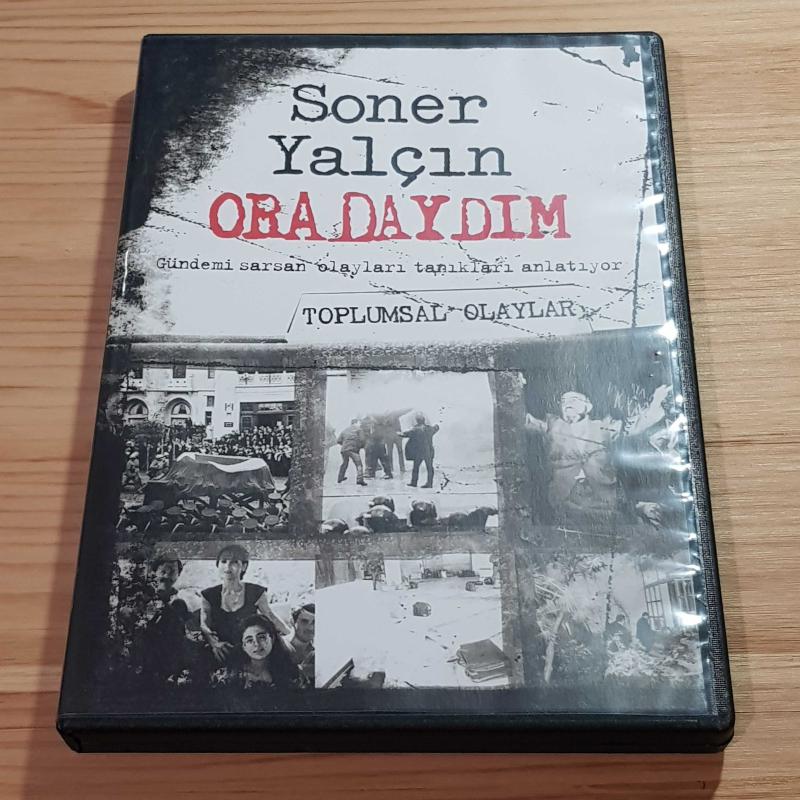 Soner
Yalçın
ORADAYDIM
Gündemi sarsan olayları tanıkları anlatıyor
TOPLUMSAL OLAYLAR